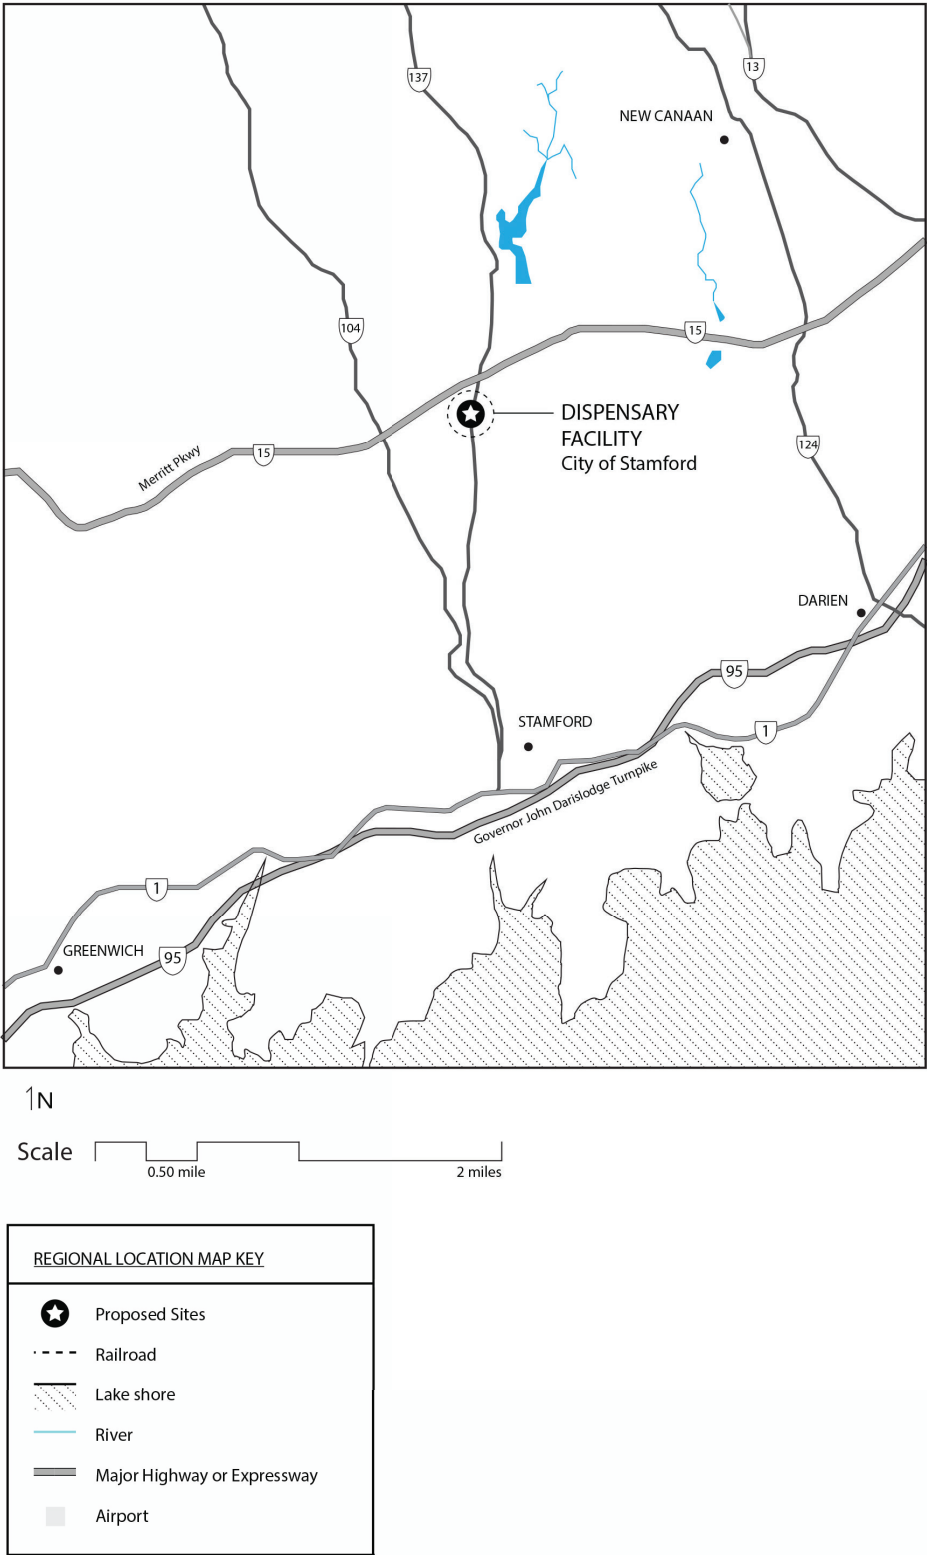 137
13
NEW CANAAN
104
15
DISPENSARY
FACILITY
City of Stamford
Merritt Pkwy
15
124
DARIEN
95
STAMFORD
1
Governor John Darislodge Turnpike
1
GREENWICH
95
N
Scale
0.50 mile
2 miles
REGIONAL LOCATION MAP KEY
Proposed Sites
Railroad
Lake shore
River
Major Highway or Expressway
Airport